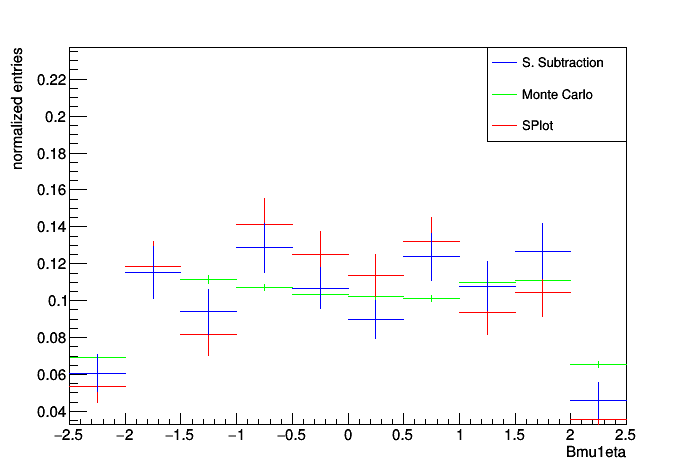 normalized entries
0.22
0.2
0.18
0.16
0.14
0.12
0.1
0.08
0.06
0.04
S. Subtraction
Monte Carlo
SPlot
−2.5 −2 −1.5 −1 −0.5 0 0.5 1 1.5 2 2.5
Bmu1eta